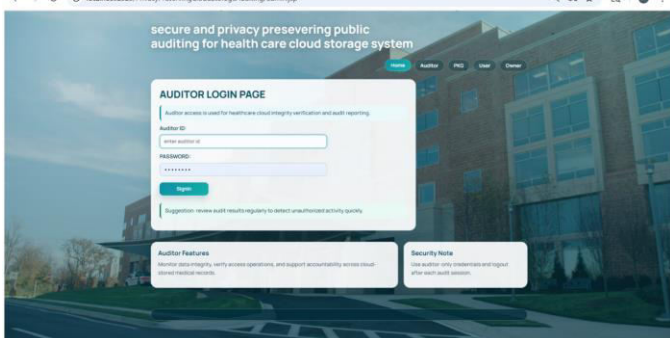 secure and privacy presevering public
auditing for health care cloud storage system
Home Auditor PKG User Owner
AUDITOR LOGIN PAGE
Auditor access is used for healthcare cloud integrity verification and audit reporting.
Auditor ID:
enter auditor id
PASSWORD:
Signin
Suggestion: review audit results regularly to detect unauthorized activity quickly.
Auditor Features
Monitor data integrity, verify access operations, and support accountability across cloud-
stored medical records.
Security Note
Use auditor-only credentials and logout
after each audit session.